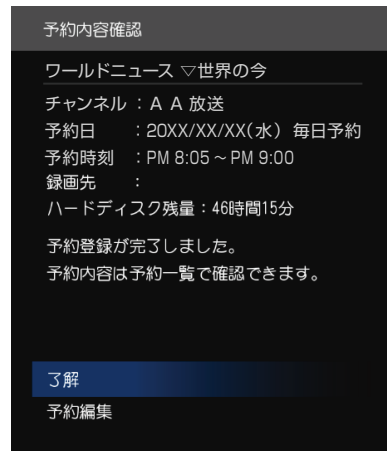 予約内容確認
ワールドニュース ▽世界の今
チャンネル：A A 放送
予約日　：20XX/XX/XX(水) 毎日予約
予約時刻　：PM 8:05～PM 9:00
録画先　：
ハードディスク残量：46時間15分
予約登録が完了しました。
予約内容は予約一覧で確認できます。
了解
予約編集